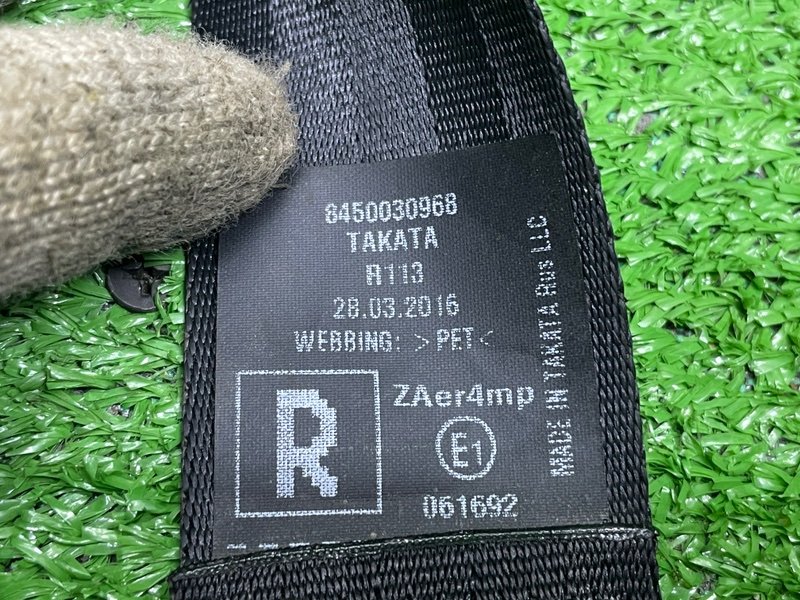 8450030968
TAKATA
R113
28.03.2016
WEBBING: >PET<
R
ZAer4mp
E1
061692
MADE IN TAKATA Rus LLC